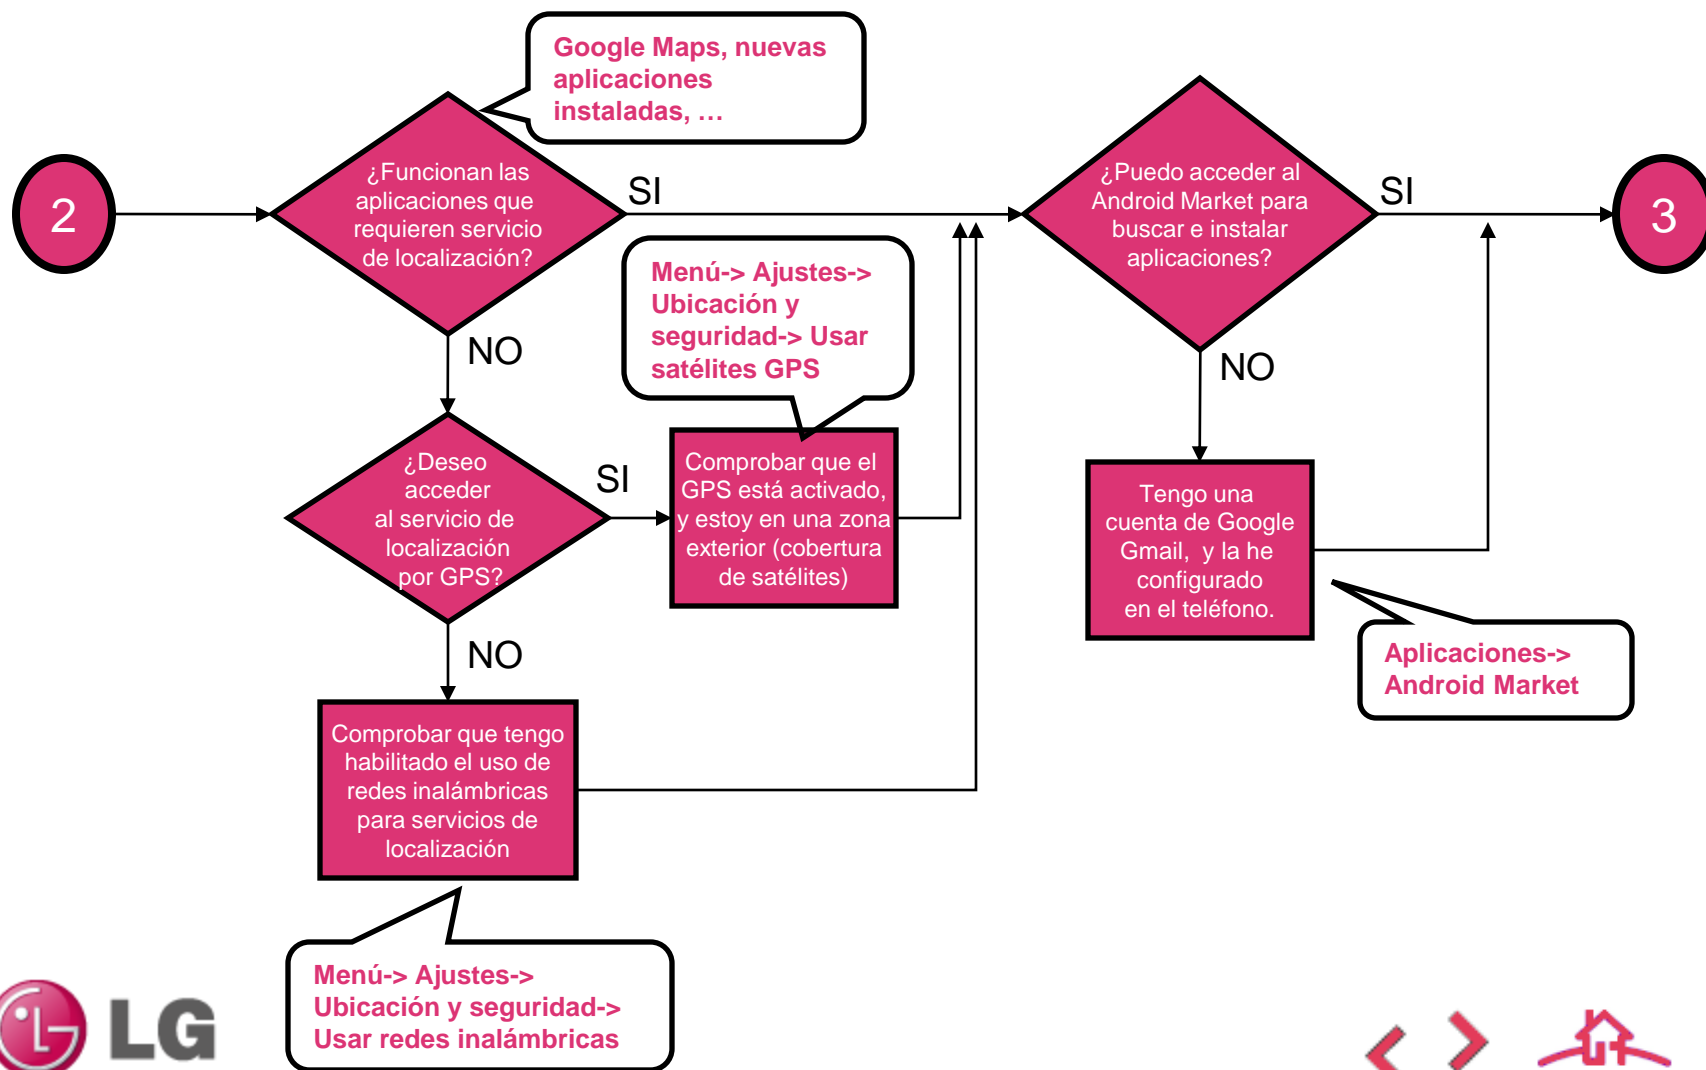 Google Maps, nuevas
aplicaciones
instaladas, …
2
¿Funcionan las
aplicaciones que
requieren servicio
de localización?
SI
¿Puedo acceder al
Android Market para
buscar e instalar
aplicaciones?
SI
3
Menú-> Ajustes->
Ubicación y
seguridad-> Usar
satélites GPS
NO
NO
¿Deseo
acceder
al servicio de
localización
por GPS?
SI
Comprobar que el
GPS está activado,
y estoy en una zona
exterior (cobertura
de satélites)
Tengo una
cuenta de Google
Gmail, y la he
configurado
en el teléfono.
NO
Aplicaciones->
Android Market
Comprobar que tengo
habilitado el uso de
redes inalámbricas
para servicios de
localización
Menú-> Ajustes->
Ubicación y seguridad->
Usar redes inalámbricas
LG